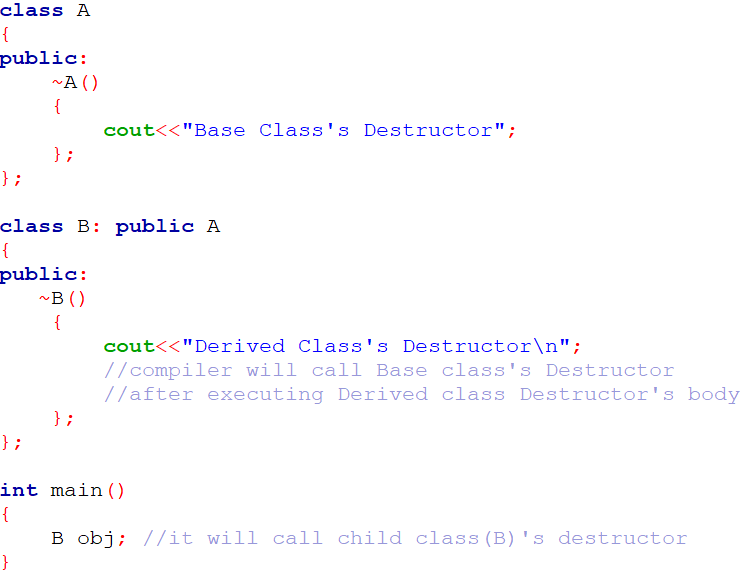 class A
{
public:
    ~A()
    {
        cout<<"Base Class's Destructor";
    };
};

class B: public A
{
public:
   ~B()
    {
        cout<<"Derived Class's Destructor\n";
        //compiler will call Base class's Destructor
        //after executing Derived class Destructor's body
    };
};

int main()
{
    B obj; //it will call child class(B)'s destructor
}